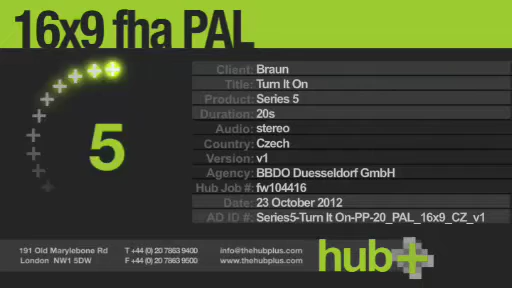 16x9 fha PAL
5
Client: Braun
Title: Turn It On
Product: Series 5
Duration: 20s
Audio: stereo
Country: Czech
Version: v1
Agency: BBDO Duesseldorf GmbH
Hub Job #: fw104416
Date: 23 October 2012
AD ID #: Series5-Turn It On-PP-20_PAL_16x9_CZ_v1
191 Old Marylebone Rd T +44 (0) 20 7863 9400 info@thehubplus.com
London NW1 5DW F +44 (0) 20 7863 9500 www.thehubplus.com
hub+